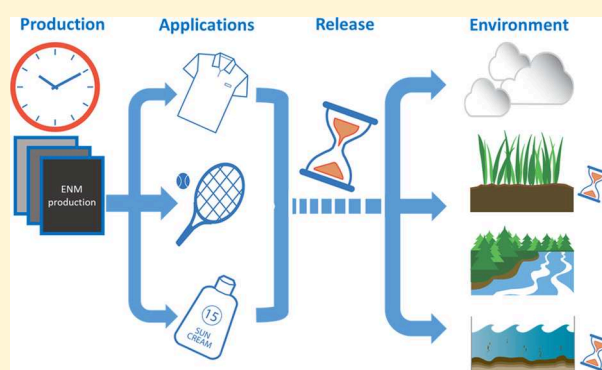 Production
Applications
Release
Environment
ENM
production
15
SUN
CREAM